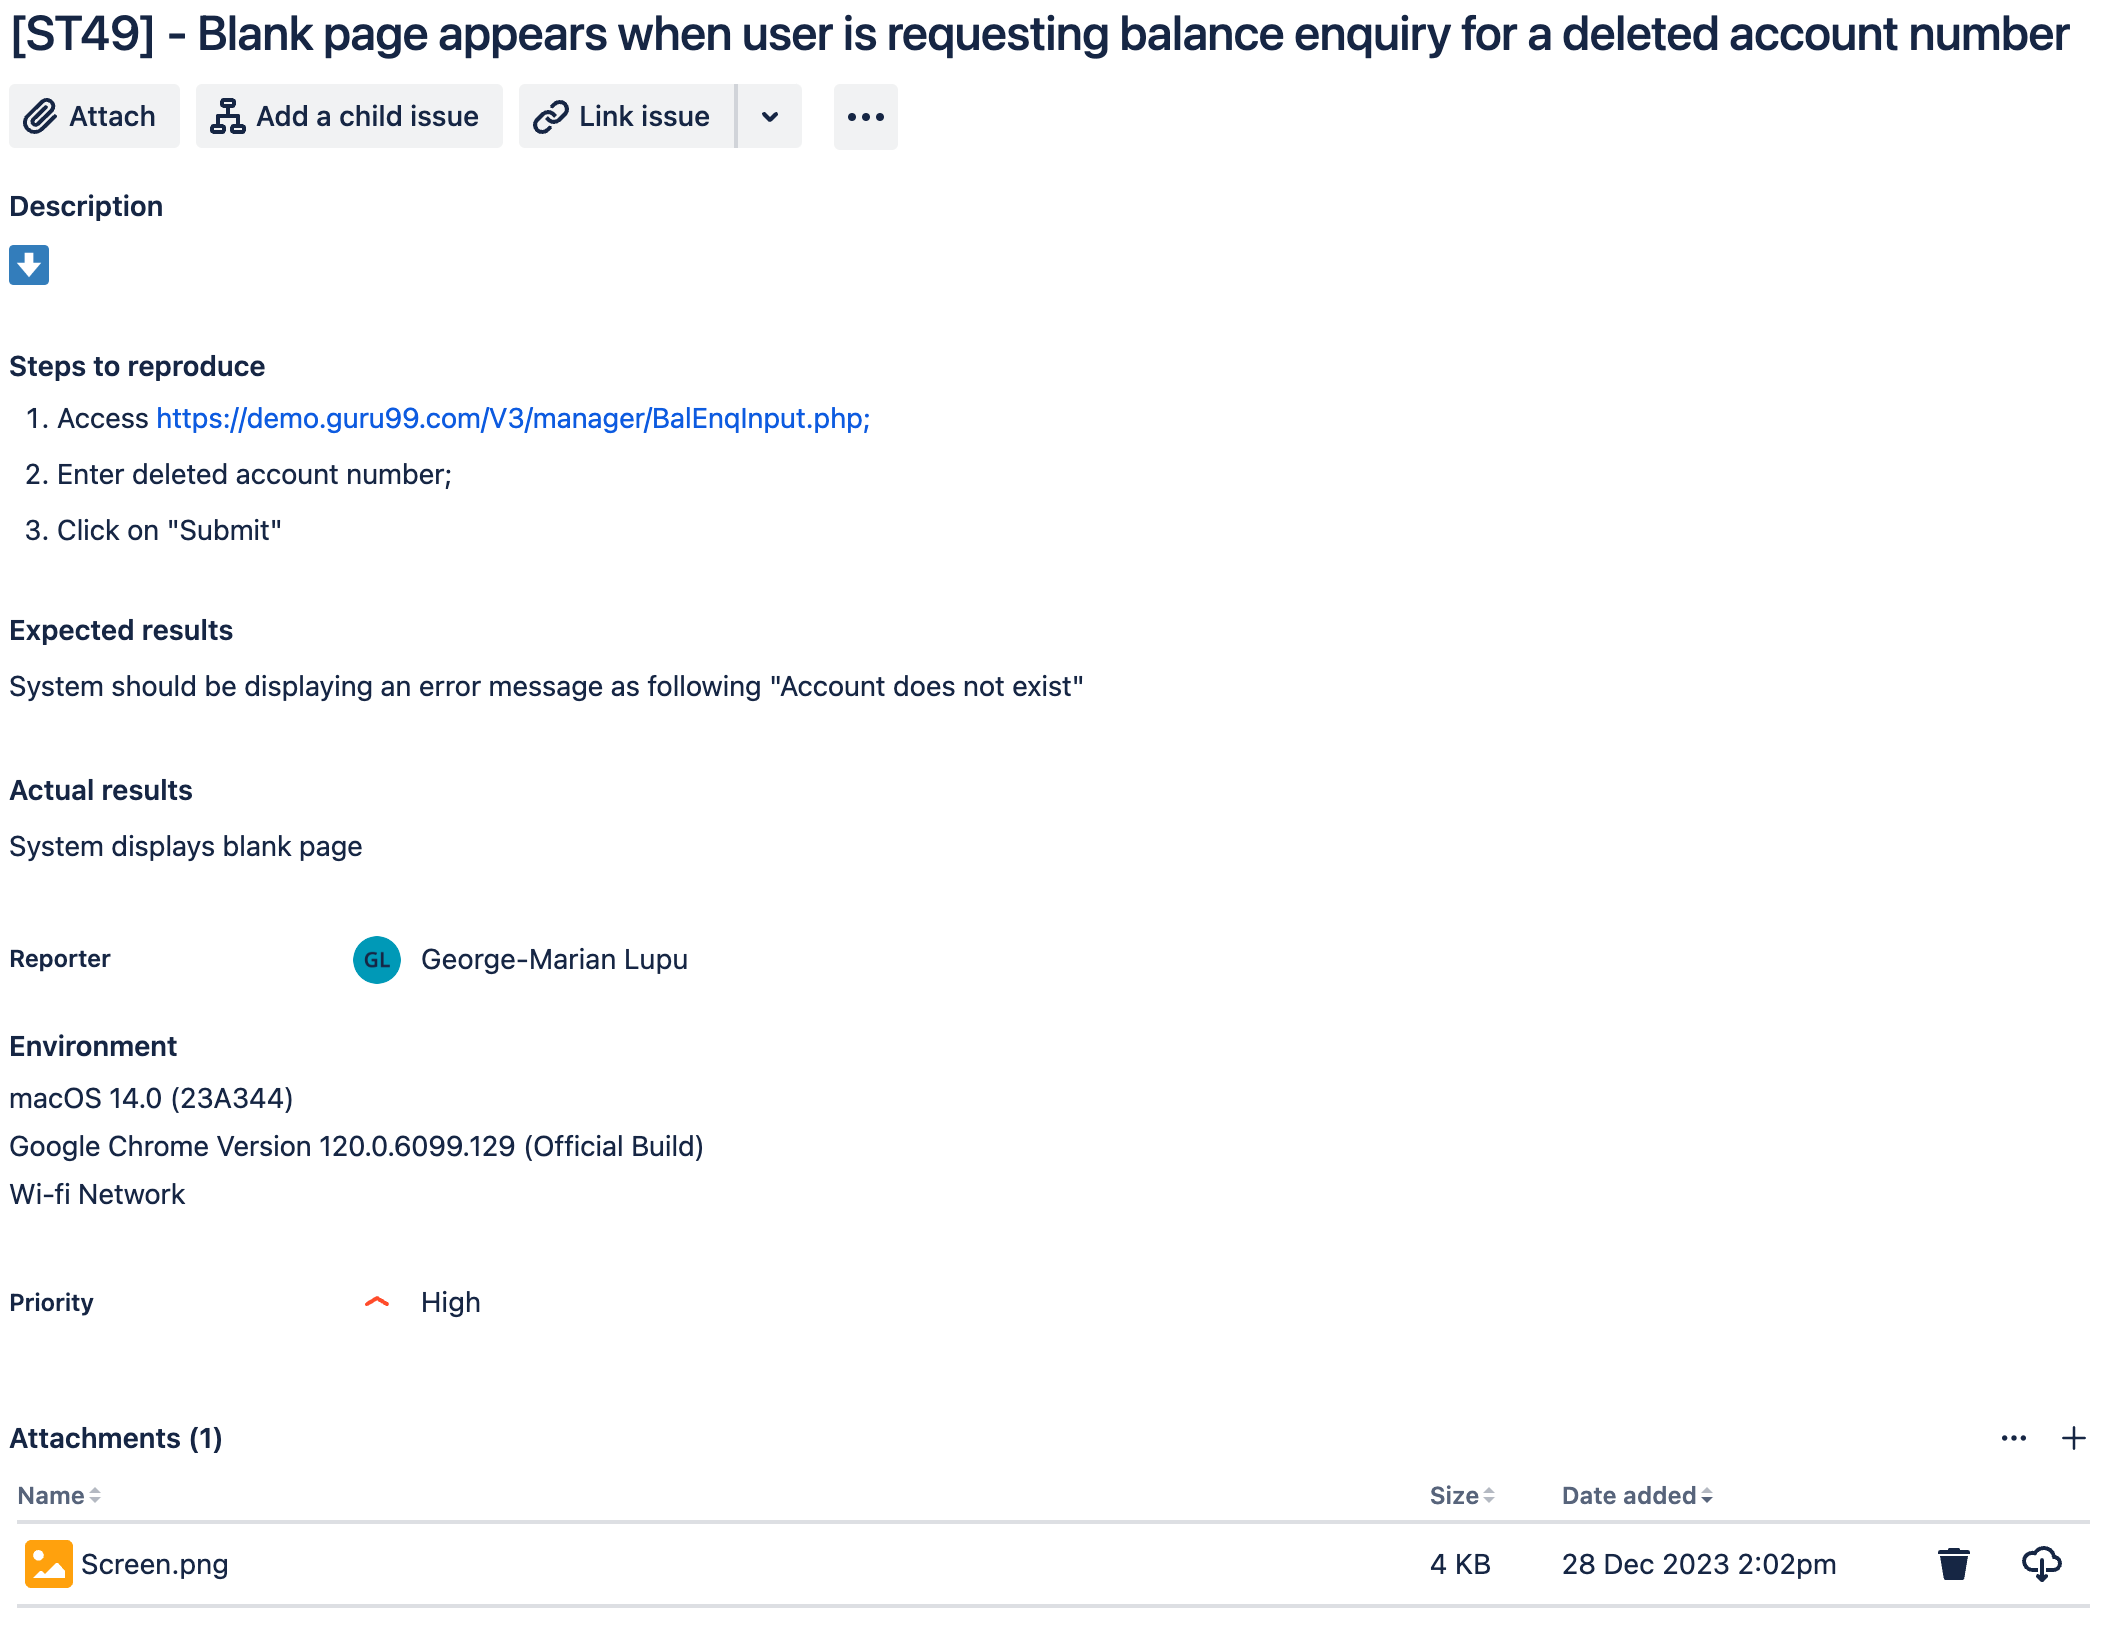 [ST49] - Blank page appears when user is requesting balance enquiry for a deleted account number
Attach
Add a child issue
Link issue
Description
Steps to reproduce
1. Access https://demo.guru99.com/V3/manager/BalEnqInput.php;
2. Enter deleted account number;
3. Click on "Submit"
Expected results
System should be displaying an error message as following "Account does not exist"
Actual results
System displays blank page
Reporter GL George-Marian Lupu
Environment
macOS 14.0 (23A344)
Google Chrome Version 120.0.6099.129 (Official Build)
Wi-fi Network
Priority High
Attachments (1)
Name Size Date added
Screen.png 4 KB 28 Dec 2023 2:02pm